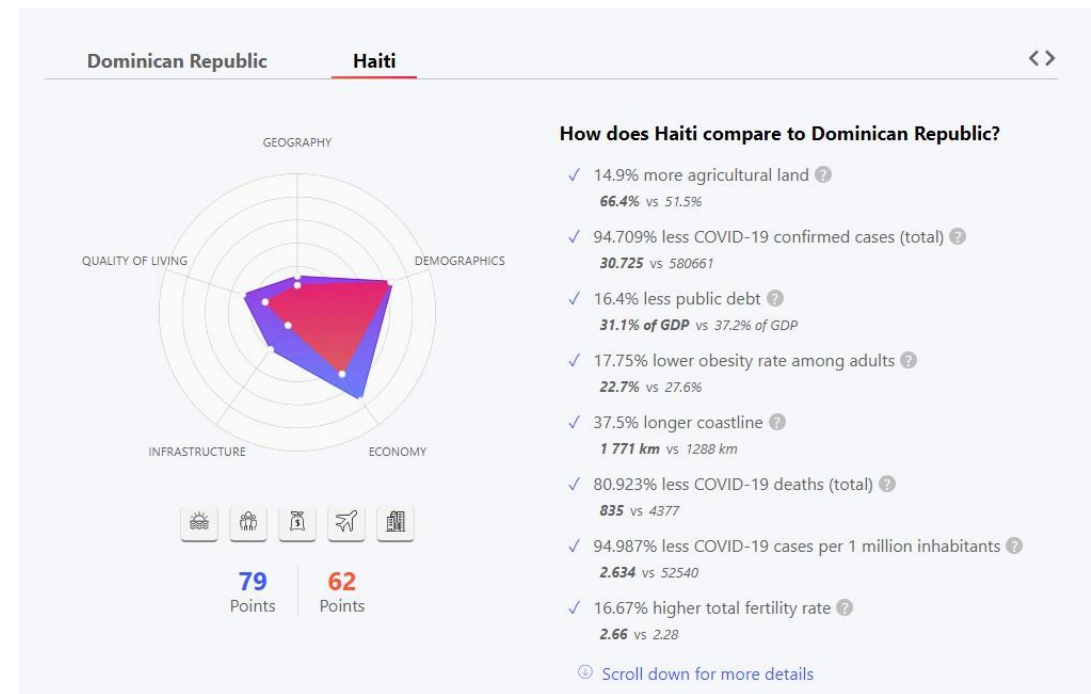 Dominican Republic
Haiti
< >
GEOGRAPHY
QUALITY OF LIVING
DEMOGRAPHICS
INFRASTRUCTURE
ECONOMY
79
Points
62
Points
How does Haiti compare to Dominican Republic?
✓ 14.9% more agricultural land ?
66.4% vs 51.5%
✓ 94.709% less COVID-19 confirmed cases (total) ?
30.725 vs 580661
✓ 16.4% less public debt ?
31.1% of GDP vs 37.2% of GDP
✓ 17.75% lower obesity rate among adults ?
22.7% vs 27.6%
✓ 37.5% longer coastline ?
1 771 km vs 1288 km
✓ 80.923% less COVID-19 deaths (total) ?
835 vs 4377
✓ 94.987% less COVID-19 cases per 1 million inhabitants ?
2.634 vs 52540
✓ 16.67% higher total fertility rate ?
2.66 vs 2.28
Scroll down for more details